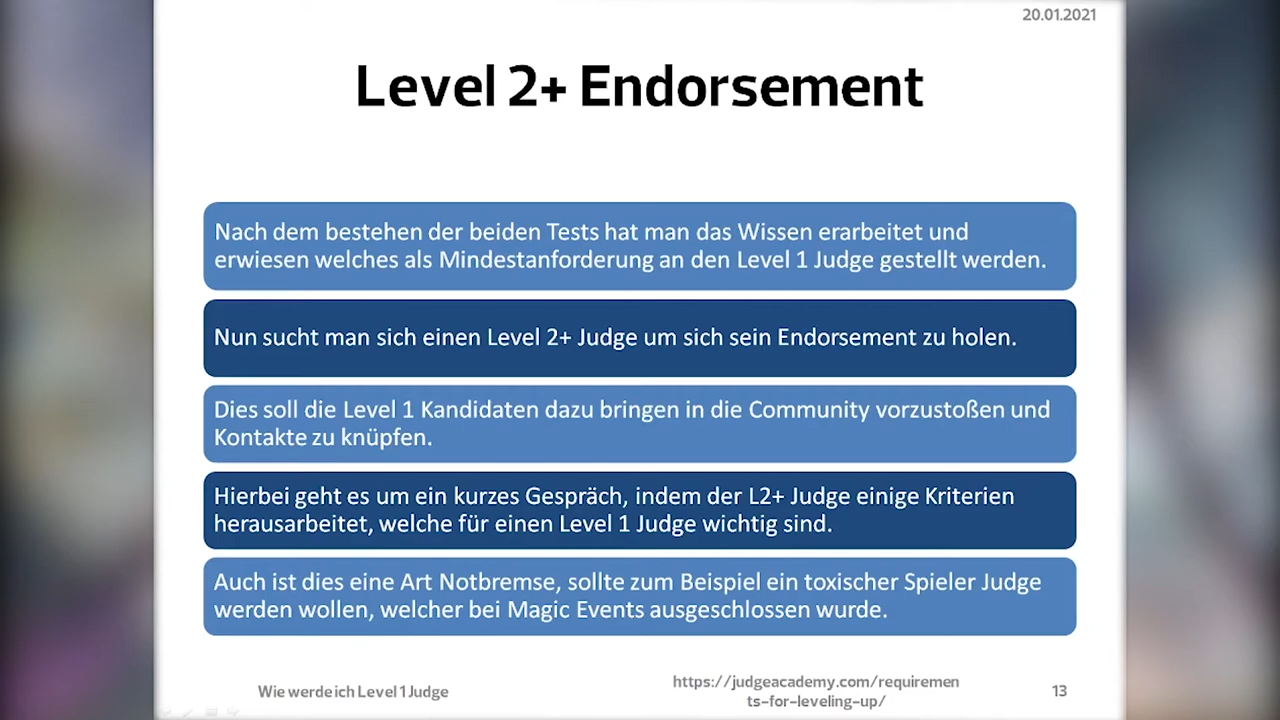 20.01.2021
Level 2+ Endorsement
Nach dem bestehen der beiden Tests hat man das Wissen erarbeitet und
erwiesen welches als Mindestanforderung an den Level 1 Judge gestellt werden.
Nun sucht man sich einen Level 2+ Judge um sich sein Endorsement zu holen.
Dies soll die Level 1 Kandidaten dazu bringen in die Community vorzustoßen und
Kontakte zu knüpfen.
Hierbei geht es um ein kurzes Gespräch, indem der L2+ Judge einige Kriterien
herausarbeitet, welche für einen Level 1 Judge wichtig sind.
Auch ist dies eine Art Notbremse, sollte zum Beispiel ein toxischer Spieler Judge
werden wollen, welcher bei Magic Events ausgeschlossen wurde.
Wie werde ich Level 1 Judge
https://judgeacademy.com/requiremen
ts-for-leveling-up/
13